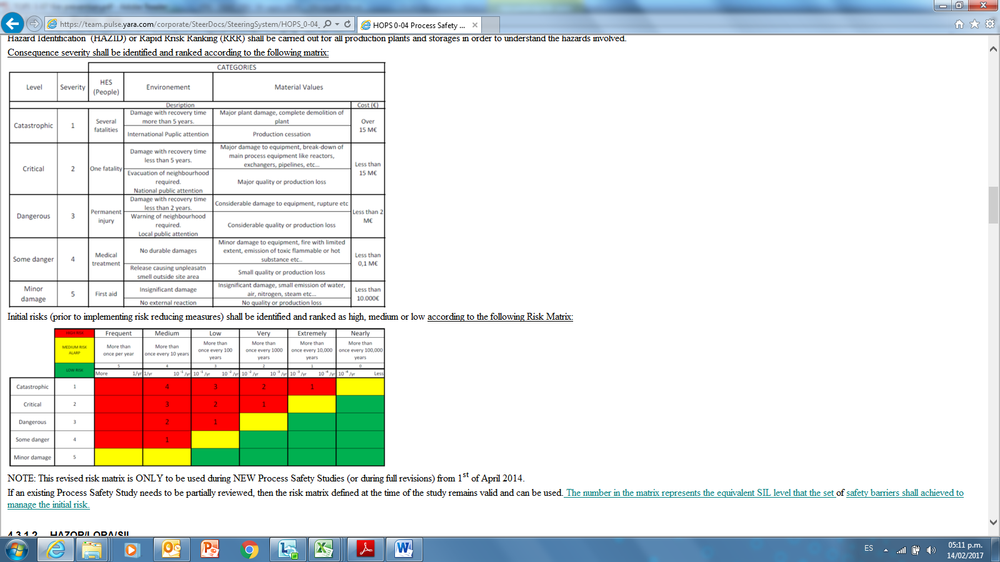 https://team.pulse.yara.com/corporate/SteerDocs/SteeringSystem/HOPS_0-04_
HOPS 0-04 Process Safety ...
Hazard Identification (HAZID) or Rapid Rrisk Ranking (RRR) shall be carried out for all production plants and storages in order to understand the hazards involved.
Consequence severity shall be identified and ranked according to the following matrix:
CATEGORIES
Level Severity HES (People) Environement Material Values
Desription Cost (€)
Catastrophic 1 Several fatalities
Damage with recovery time more than 5 years.
Major plant damage, complete demolition of plant
Over 15 M€
International Puplic attention
Production cessation
Critical 2 One fatality
Damage with recovery time less than 5 years.
Major damage to equipment, break-down of main process equipment like reactors, exchangers, pipelines, etc...
Less than 15 M€
Evacuation of neighbourhood required.
National public attention
Major quality or production loss
Dangerous 3 Permanent injury
Damage with recovery time less than 2 years.
Considerable damage to equipment, rupture etc
Less than 2 M€
Warning of neighbourhood required.
Local public attention
Considerable quality or production loss
Some danger 4 Medical treatment
No durable damages
Minor damage to equipment, fire with limited extent, emission of toxic flammable or hot substance etc..
Less than 0,1 M€
Release causing unpleasatn smell outside site area
Small quality or production loss
Minor damage 5 First aid
Insignificant damage
Insignificant damage, small emission of water, air, nitrogen, steam etc...
Less than 10.000€
No external reaction
No quality or production loss
Initial risks (prior to implementing risk reducing measures) shall be identified and ranked as high, medium or low according to the following Risk Matrix:
HIGH RISK Frequent Medium Low Very Extremely Nearly
MEDIUM RISK ALARP
More than once per year
More than once every 10 years
More than once every 100 years
More than once every 1000 years
More than once every 10,000 years
More than once every 100,000 years
LOW RISK
5 4 3 2 1 0
More 1/yr 1/yr 10⁻¹/yr 10⁻¹/yr 10⁻²/yr 10⁻²/yr 10⁻³/yr 10⁻³/yr 10⁻⁴/yr 10⁻⁴/yr Less
Catastrophic 1 4 3 2 1
Critical 2 3 2 1
Dangerous 3 2 1
Some danger 4 1
Minor damage 5
NOTE: This revised risk matrix is ONLY to be used during NEW Process Safety Studies (or during full revisions) from 1st of April 2014.
If an existing Process Safety Study needs to be partially reviewed, then the risk matrix defined at the time of the study remains valid and can be used. The number in the matrix represents the equivalent SIL level that the set of safety barriers shall achieved to
manage the initial risk.
4.3.1.2 HAZOP/LOPA/SIL
ES
05:11 p.m.
14/02/2017